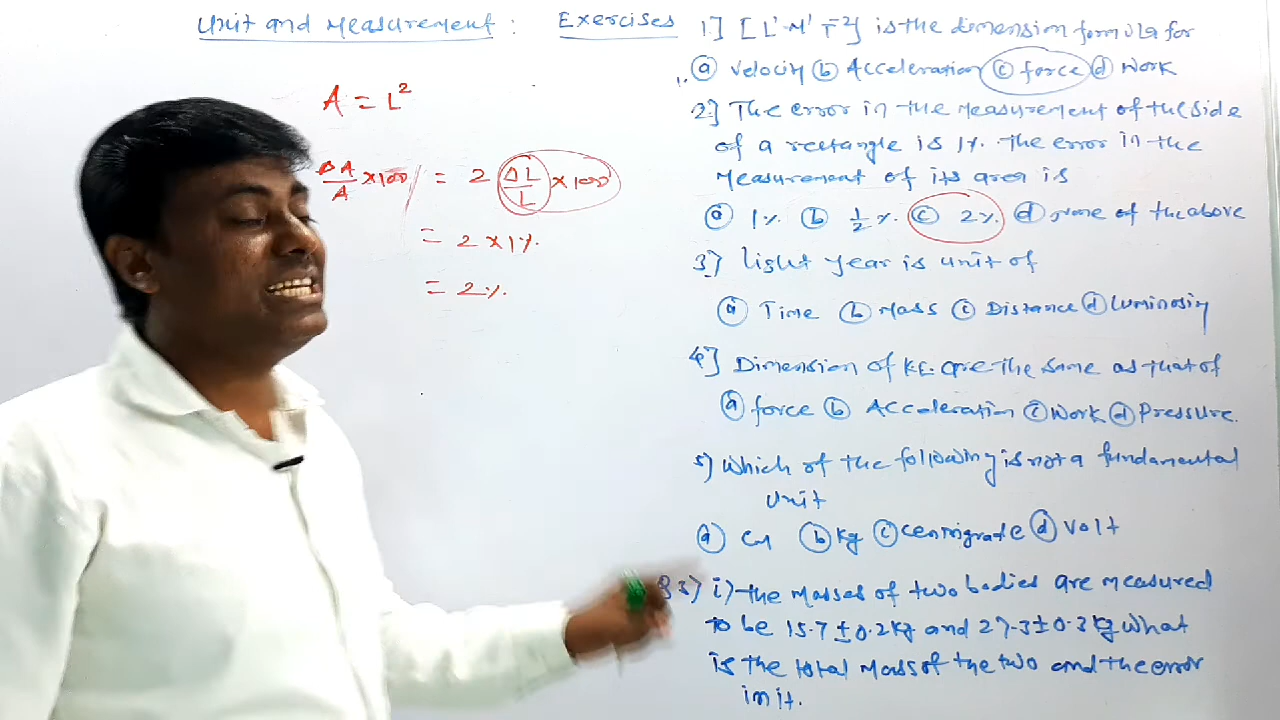 Unit and Measurement : Exercises
A = L²
ΔA/A ×100 = 2 ΔL/L ×100
= 2 × 1%.
= 2%.
1.] [L¹ M¹ T⁻²] is the dimension formula for
ⓐ velocity ⓑ Acceleration ⓒ force ⓓ Work
2.] The error in the measurement of the side
of a rectangle is 1%. the error in the
measurement of its area is
ⓐ 1%. ⓑ ½%. ⓒ 2%. ⓓ none of the above
3.] light year is unit of
ⓐ Time ⓑ Mass ⓒ Distance ⓓ Luminosity
4.] Dimension of K.E. are the same as that of
ⓐ force ⓑ Acceleration ⓒ Work ⓓ Pressure.
5) Which of the following is not a fundamental
unit
ⓐ cm ⓑ kg ⓒ centigrade ⓓ volt
3) i) the masses of two bodies are measured
to be 15.7 ± 0.2 kg and 27.3 ± 0.3 kg what
is the total mass of the two and the error
in it.